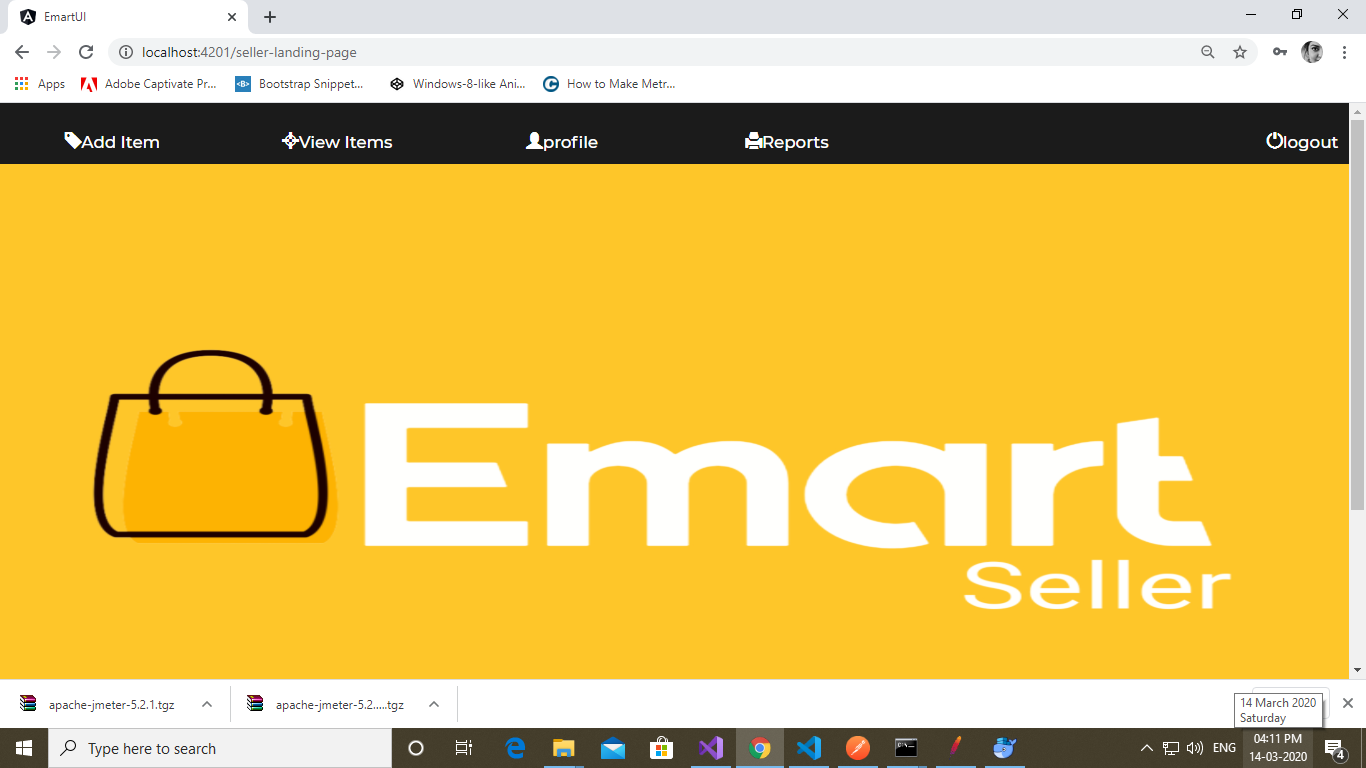 EmartUI
localhost:4201/seller-landing-page
Apps
Adobe Captivate Pr...
<B>
Bootstrap Snippet...
Windows-8-like Ani...
How to Make Metr...
Add Item
View Items
profile
Reports
logout
Emart
Seller
apache-jmeter-5.2.1.tgz
apache-jmeter-5.2.....tgz
14 March 2020
Saturday
Type here to search
ENG
04:11 PM
14-03-2020
4